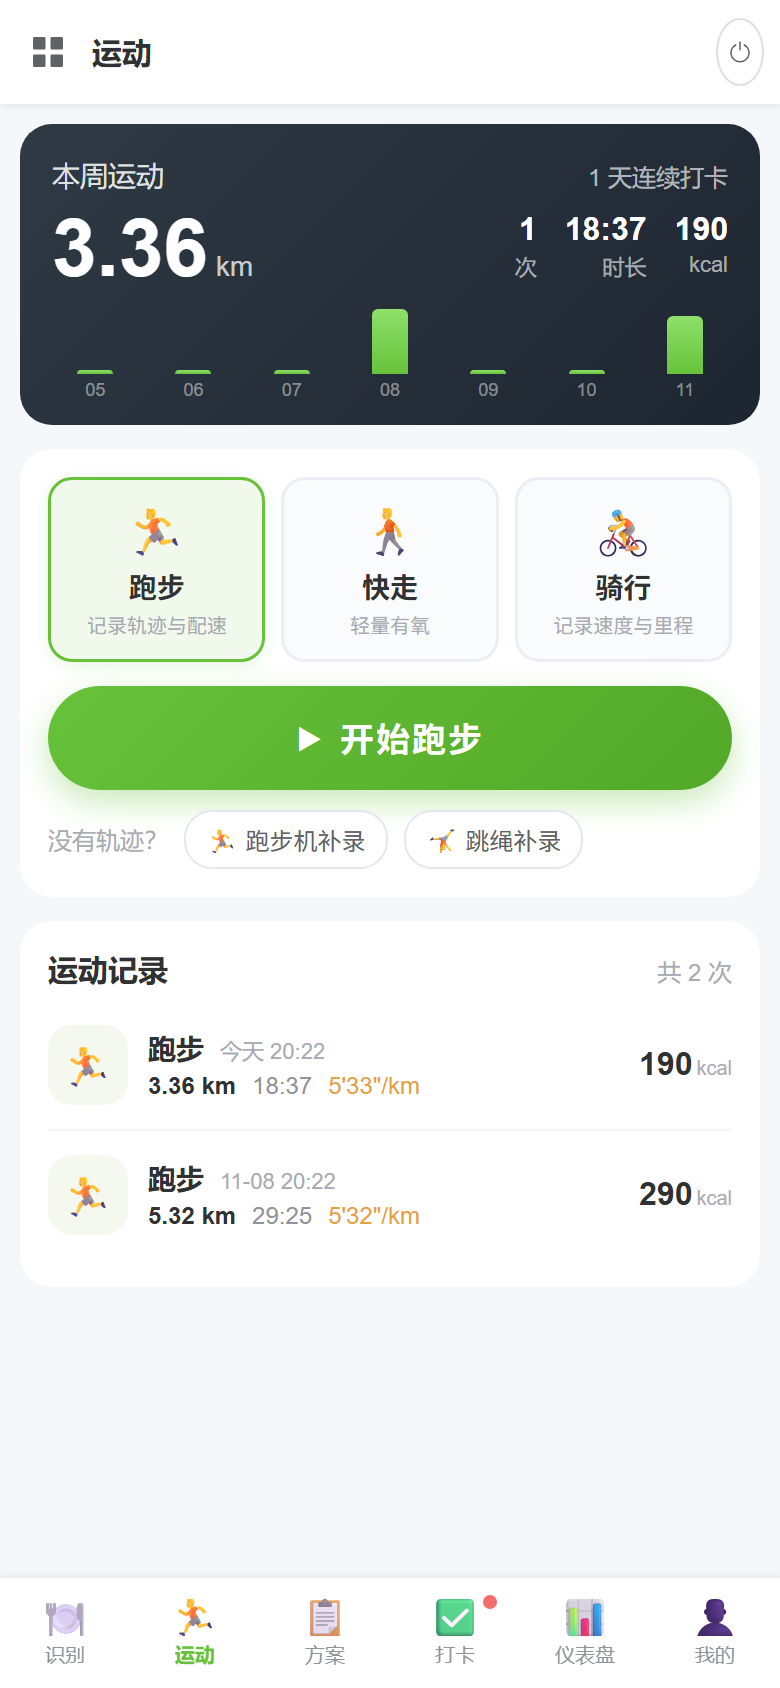 运动
本周运动
1 天连续打卡
3.36 km
1 18:37 190
次 时长 kcal
05 06 07 08 09 10 11
跑步 快走 骑行
记录轨迹与配速 轻量有氧 记录速度与里程
开始跑步
没有轨迹? 跑步机补录 跳绳补录
运动记录
共 2 次
跑步 今天 20:22
3.36 km 18:37 5'33"/km
190 kcal
跑步 11-08 20:22
5.32 km 29:25 5'32"/km
290 kcal
识别 运动 方案 打卡 仪表盘 我的